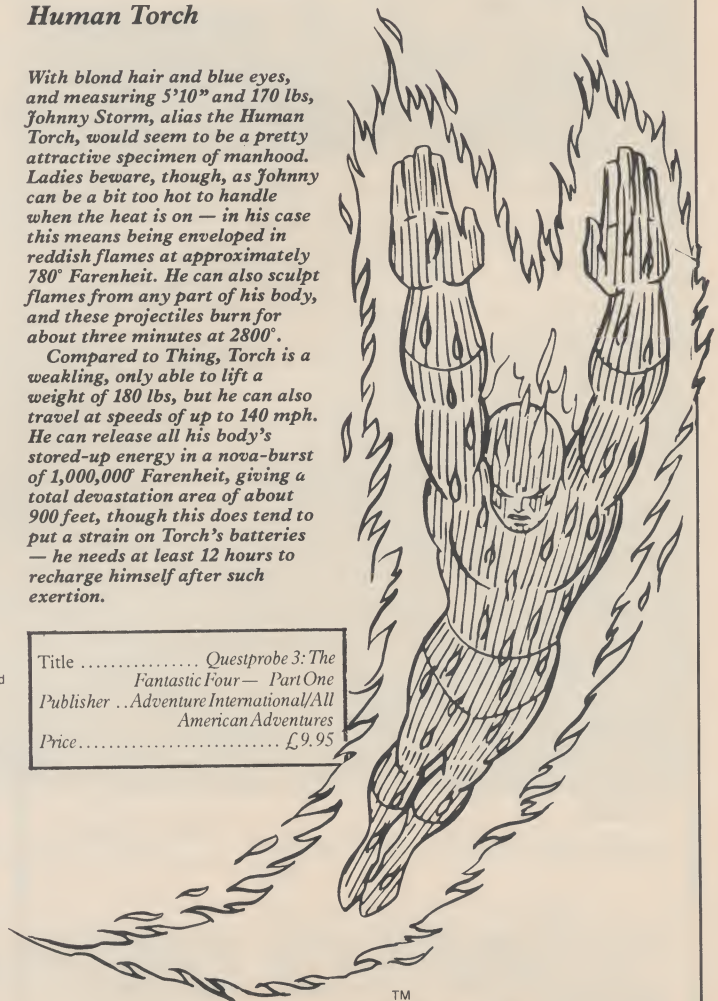 Human Torch
With blond hair and blue eyes,
and measuring 5'10" and 170 lbs,
Johnny Storm, alias the Human
Torch, would seem to be a pretty
attractive specimen of manhood.
Ladies beware, though, as Johnny
can be a bit too hot to handle
when the heat is on — in his case
this means being enveloped in
reddish flames at approximately
780° Farenheit. He can also sculpt
flames from any part of his body,
and these projectiles burn for
about three minutes at 2800°.
Compared to Thing, Torch is a
weakling, only able to lift a
weight of 180 lbs, but he can also
travel at speeds of up to 140 mph.
He can release all his body's
stored-up energy in a nova-burst
of 1,000,000° Farenheit, giving a
total devastation area of about
900 feet, though this does tend to
put a strain on Torch's batteries
— he needs at least 12 hours to
recharge himself after such
exertion.
Title ................ Questprobe 3: The
Fantastic Four — Part One
Publisher .. Adventure International/All
American Adventures
Price.......................... £9.95
TM